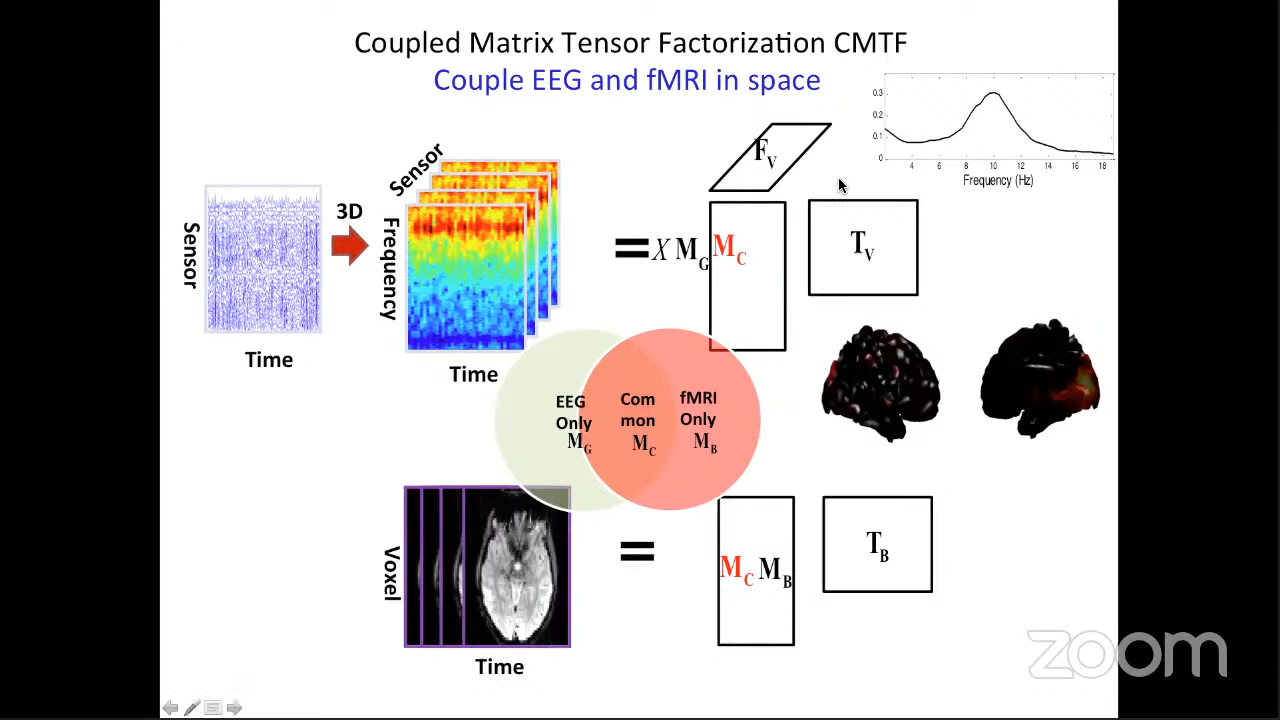 Coupled Matrix Tensor Factorization CMTF
Couple EEG and fMRI in space
0.3
0.2
0.1
0
4 6 8 10 12 14 16 18
Frequency (Hz)
F_V
Sensor
3D
Sensor
Frequency
Time
Time
= X M_G M_C
T_V
EEG
Only
M_G
Com
mon
M_C
fMRI
Only
M_B
Voxel
Time
=
M_C M_B
T_B
zoom